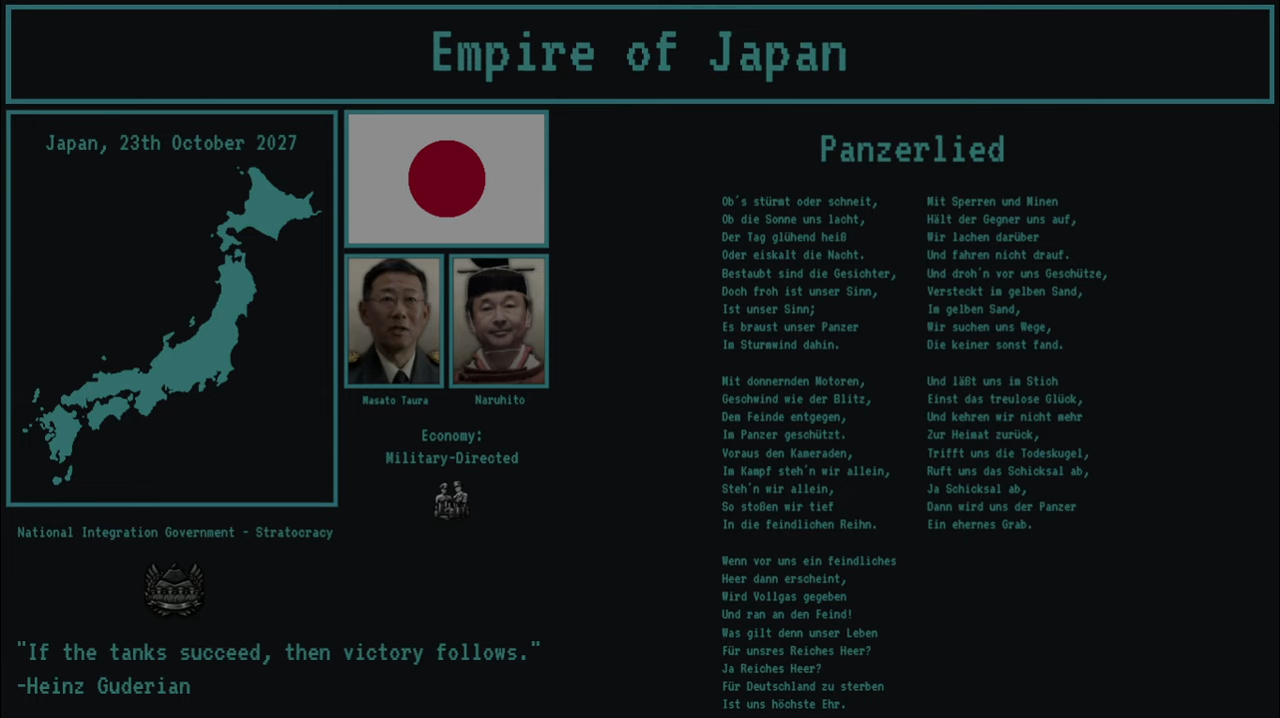 Empire of Japan
Japan, 23th October 2027
Masato Taura
Naruhito
Economy:
Military-Directed
National Integration Government - Stratocracy
"If the tanks succeed, then victory follows."
-Heinz Guderian
Panzerlied
Ob's stürmt oder schneit,
Ob die Sonne uns lacht,
Der Tag glühend heiß
Oder eiskalt die Nacht.
Bestaubt sind die Gesichter,
Doch froh ist unser Sinn,
Ist unser Sinn;
Es braust unser Panzer
Im Sturmwind dahin.
Mit donnernden Motoren,
Geschwind wie der Blitz,
Dem Feinde entgegen,
Im Panzer geschützt.
Voraus den Kameraden,
Im Kampf steh'n wir allein,
Steh'n wir allein,
So stoßen wir tief
In die feindlichen Reihn.
Wenn vor uns ein feindliches
Heer dann erscheint,
Wird Vollgas gegeben
Und ran an den Feind!
Was gilt denn unser Leben
Für unsres Reiches Heer?
Ja Reiches Heer?
Für Deutschland zu sterben
Ist uns höchste Ehr.
Mit Sperren und Minen
Hält der Gegner uns auf,
Wir lachen darüber
Und fahren nicht drauf.
Und droh'n vor uns Geschütze,
Versteckt im gelben Sand,
Im gelben Sand,
Wir suchen uns Wege,
Die keiner sonst fand.
Und läßt uns im Stich
Einst das treulose Glück,
Und kehren wir nicht mehr
Zur Heimat zurück,
Trifft uns die Todeskugel,
Ruft uns das Schicksal ab,
Ja Schicksal ab,
Dann wird uns der Panzer
Ein ehernes Grab.